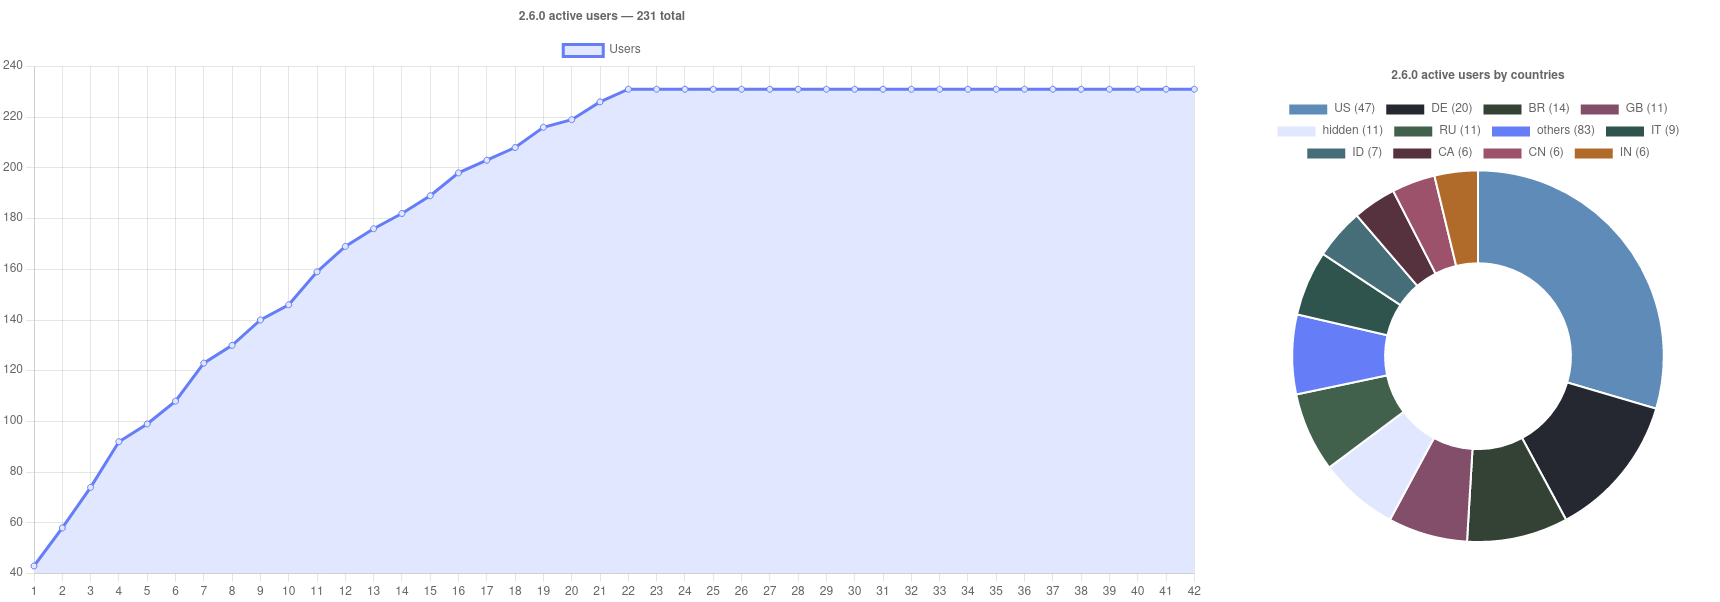 2.6.0 active users — 231 total
Users
240
220
200
180
160
140
120
100
80
60
40
1 2 3 4 5 6 7 8 9 10 11 12 13 14 15 16 17 18 19 20 21 22 23 24 25 26 27 28 29 30 31 32 33 34 35 36 37 38 39 40 41 42
2.6.0 active users by countries
US (47) DE (20) BR (14) GB (11)
hidden (11) RU (11) others (83) IT (9)
ID (7) CA (6) CN (6) IN (6)